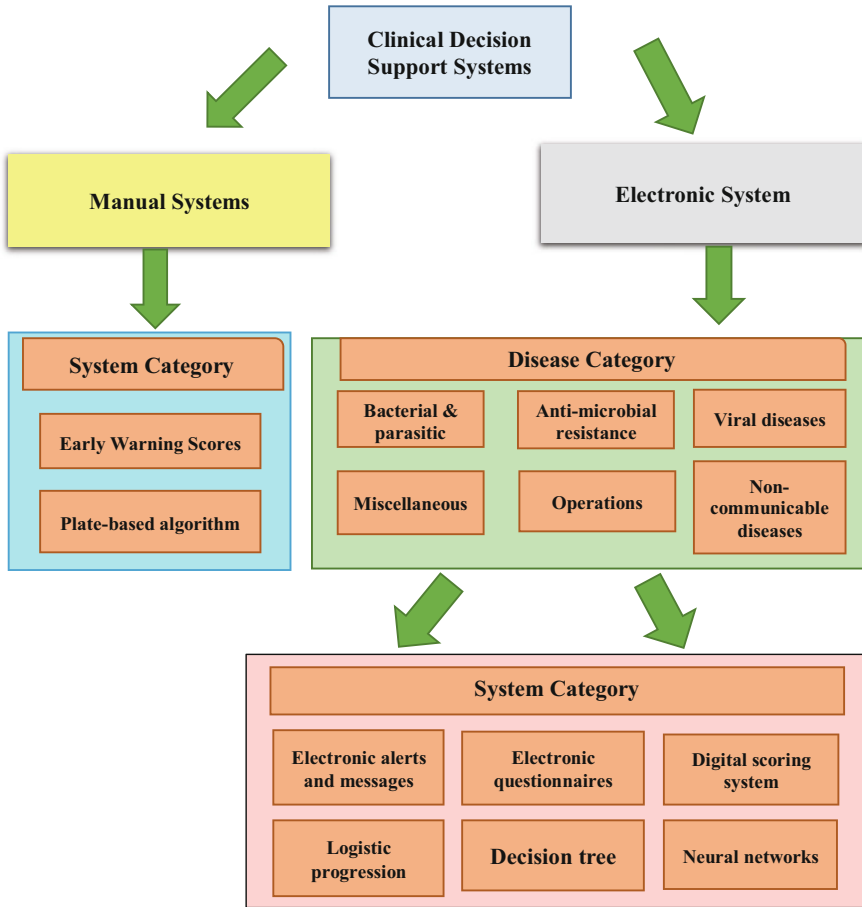 Clinical Decision
Support Systems
Manual Systems
Electronic System
System Category
Early Warning Scores
Plate-based algorithm
Disease Category
Bacterial &
parasitic
Anti-microbial
resistance
Viral diseases
Miscellaneous
Operations
Non-
communicable
diseases
System Category
Electronic alerts
and messages
Electronic
questionnaires
Digital scoring
system
Logistic
progression
Decision tree
Neural networks